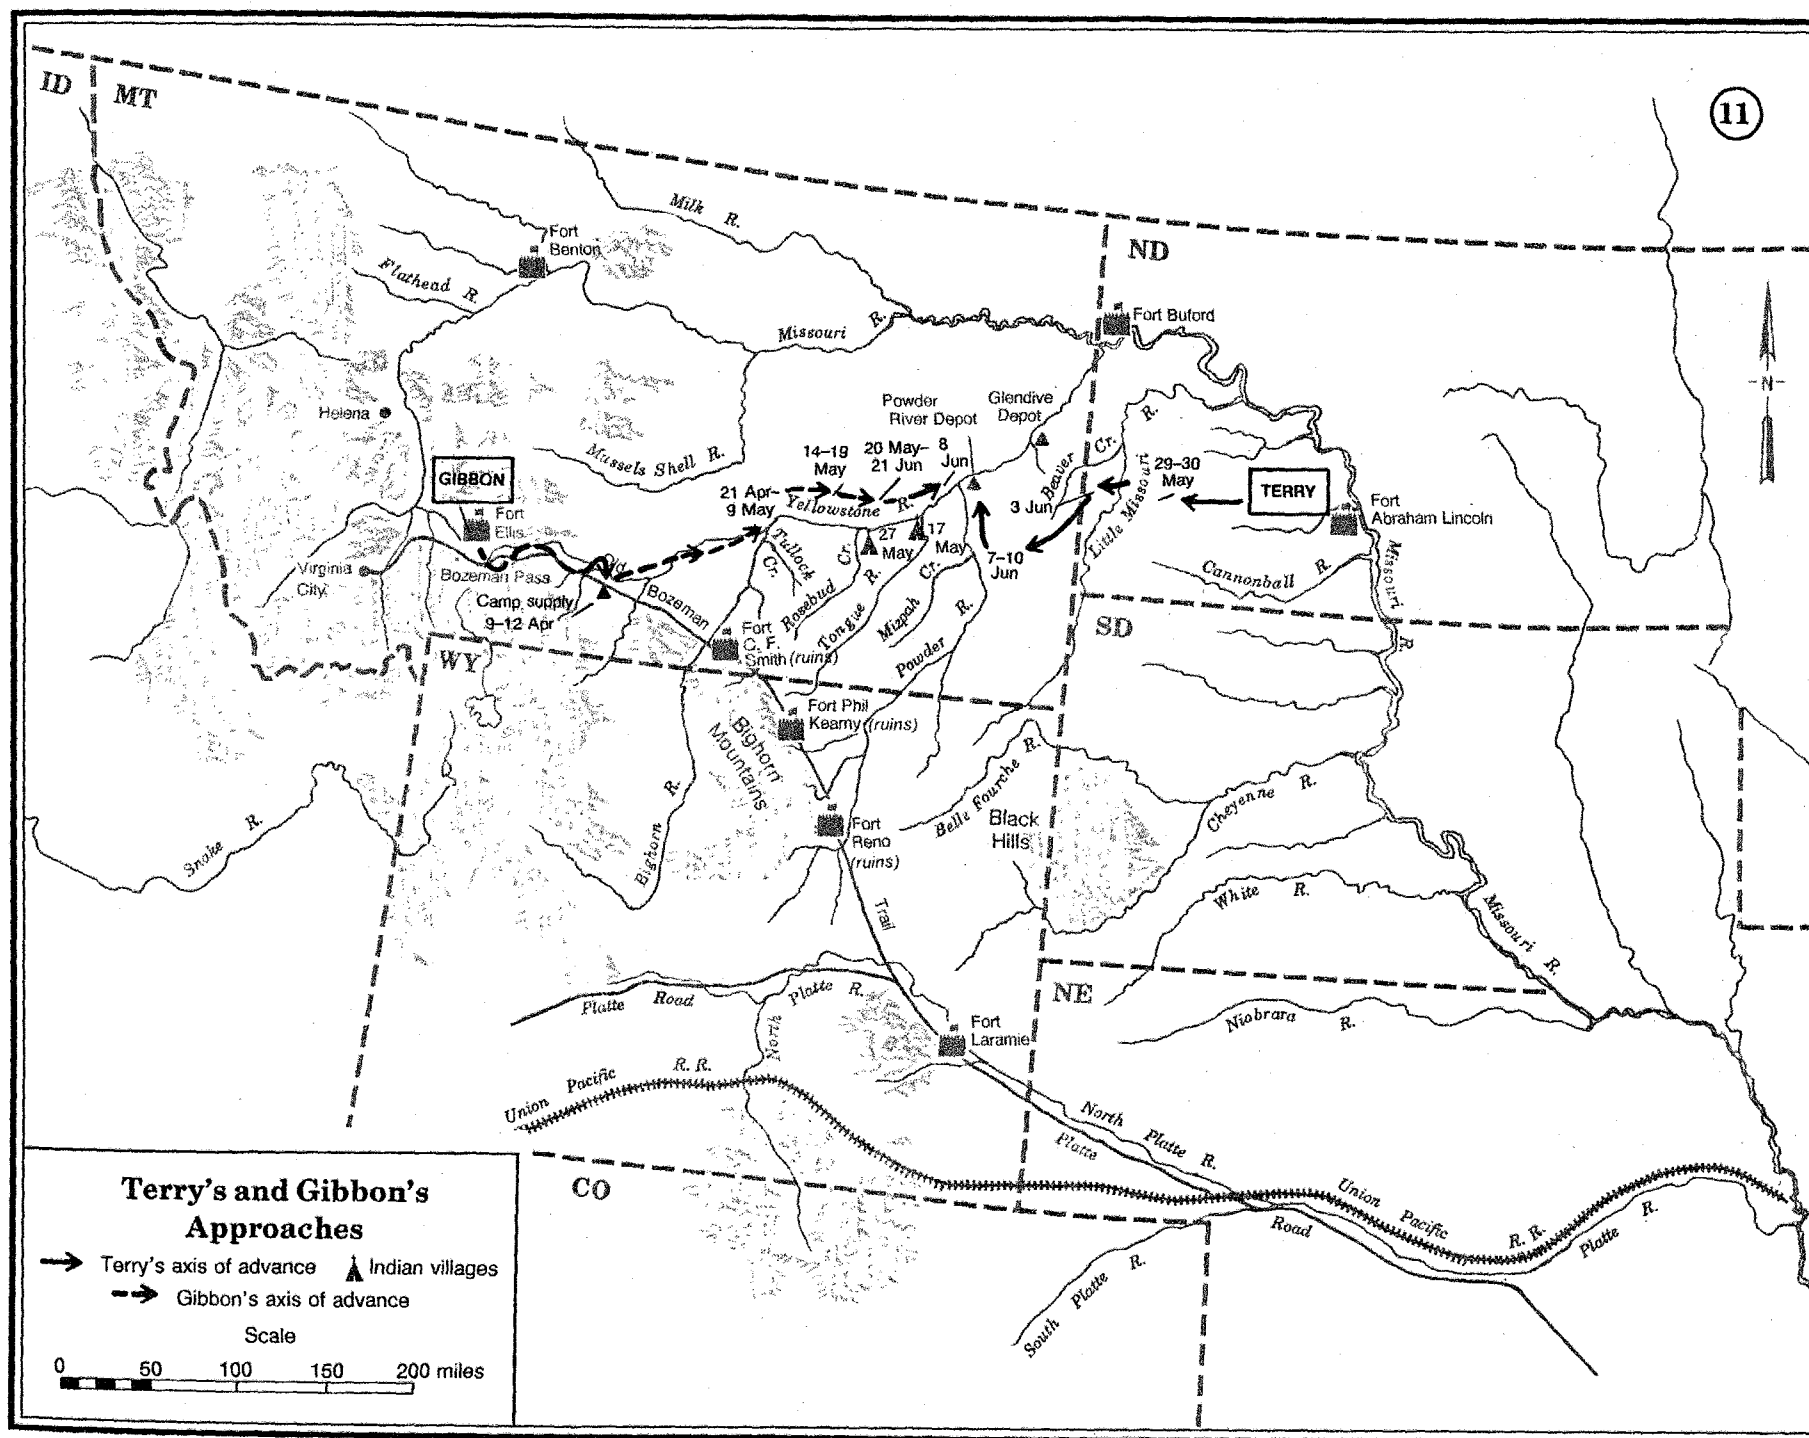 ID
MT
11
Milk R.
Fort
Benton
Flathead R.
ND
Missouri R.
Fort Buford
N
Helena
Powder
River Depot
Glendive
Depot
Mussels Shell R.
14–19
May
20 May–
21 Jun
8
Jun
Beaver Cr.
R.
29–30
May
GIBBON
TERRY
21 Apr–
9 May
Yellowstone R.
3 Jun
Little Missouri
Fort
Abraham Lincoln
Fort
Ellis
27
May
17
May
7–10
Jun
Tullock
Cr.
Virginia
City
Bozeman Pass
Old
Bozeman
Rosebud Cr.
Tongue R.
Mizpah Cr.
Powder R.
Cannonball R.
Missouri
R.
Camp supply
9–12 Apr
Fort
C. F.
Smith (ruins)
SD
WY
Fort Phil
Kearny (ruins)
Bighorn
Mountains
Belle Fourche R.
Cheyenne R.
Snake R.
Bighorn R.
Fort
Reno
(ruins)
Black
Hills
Trail
White R.
Missouri R.
Platte Road
North Platte R.
NE
Niobrara R.
Fort
Laramie
Union Pacific R. R.
North Platte R.
Platte
CO
Union Pacific R. R.
Road
Platte R.
South Platte R.
Terry's and Gibbon's
Approaches
Terry's axis of advance
Indian villages
Gibbon's axis of advance
Scale
0 50 100 150 200 miles